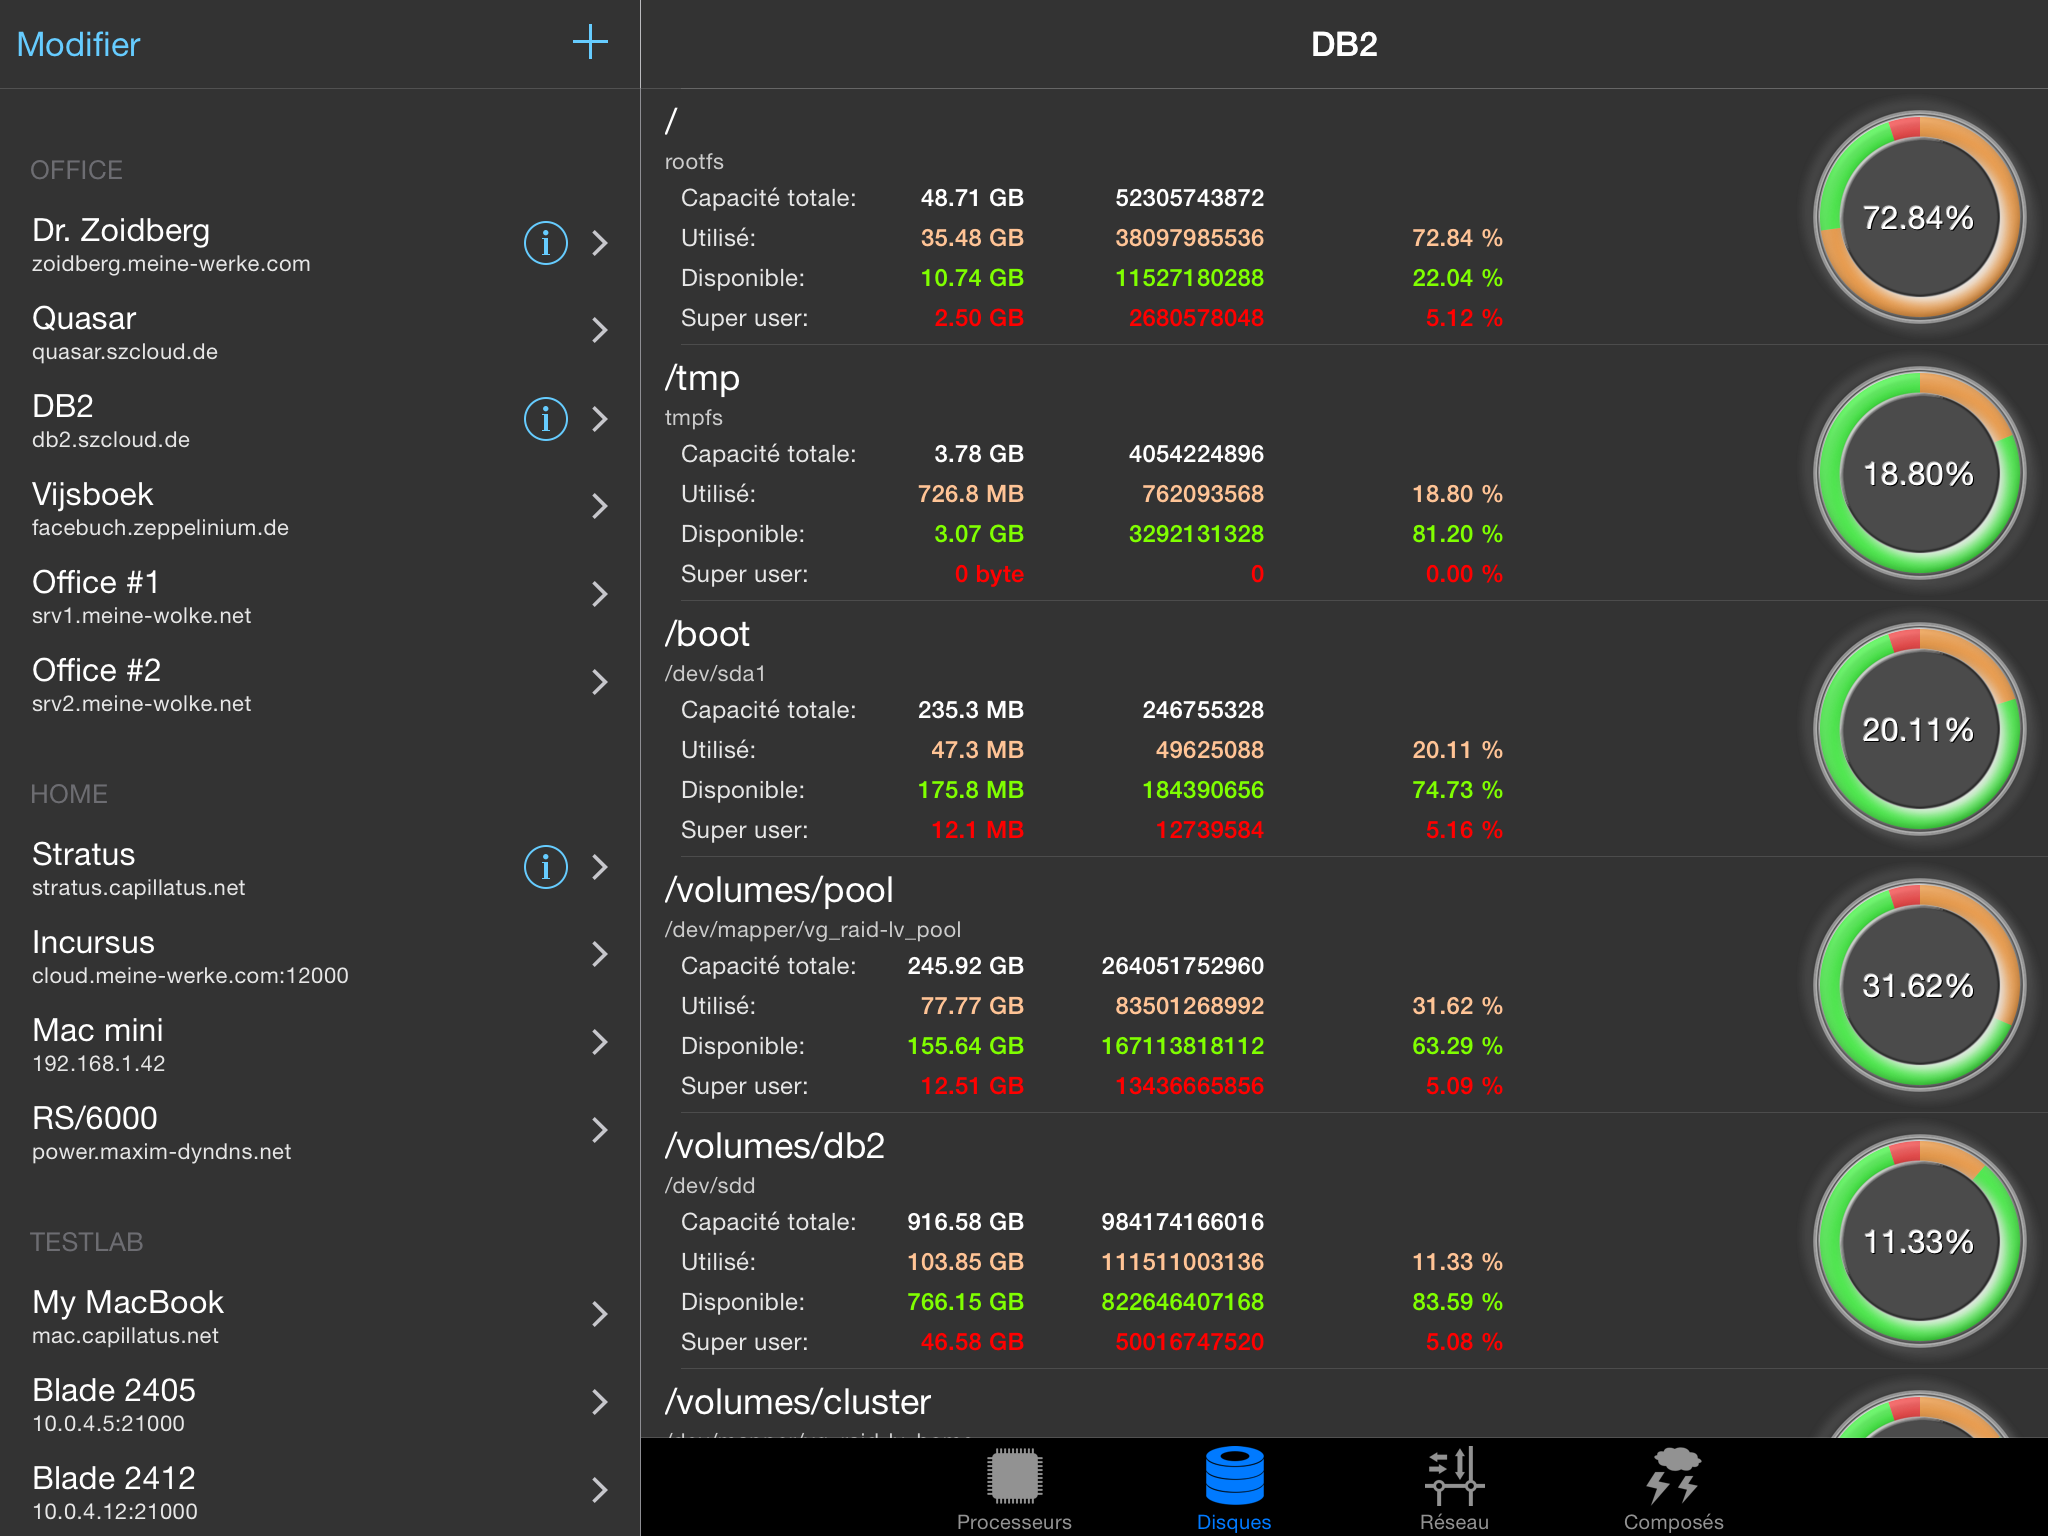 Modifier
OFFICE
Dr. Zoidberg
zoidberg.meine-werke.com
Quasar
quasar.szcloud.de
DB2
db2.szcloud.de
Vijsboek
facebuch.zeppelinium.de
Office #1
srv1.meine-wolke.net
Office #2
srv2.meine-wolke.net
HOME
Stratus
stratus.capillatus.net
Incursus
cloud.meine-werke.com:12000
Mac mini
192.168.1.42
RS/6000
power.maxim-dyndns.net
TESTLAB
My MacBook
mac.capillatus.net
Blade 2405
10.0.4.5:21000
Blade 2412
10.0.4.12:21000
DB2
/
rootfs
Capacité totale: 48.71 GB 52305743872
Utilisé: 35.48 GB 38097985536 72.84 %
Disponible: 10.74 GB 11527180288 22.04 %
Super user: 2.50 GB 2680578048 5.12 %
72.84%
/tmp
tmpfs
Capacité totale: 3.78 GB 4054224896
Utilisé: 726.8 MB 762093568 18.80 %
Disponible: 3.07 GB 3292131328 81.20 %
Super user: 0 byte 0 0.00 %
18.80%
/boot
/dev/sda1
Capacité totale: 235.3 MB 246755328
Utilisé: 47.3 MB 49625088 20.11 %
Disponible: 175.8 MB 184390656 74.73 %
Super user: 12.1 MB 12739584 5.16 %
20.11%
/volumes/pool
/dev/mapper/vg_raid-lv_pool
Capacité totale: 245.92 GB 264051752960
Utilisé: 77.77 GB 83501268992 31.62 %
Disponible: 155.64 GB 167113818112 63.29 %
Super user: 12.51 GB 13436665856 5.09 %
31.62%
/volumes/db2
/dev/sdd
Capacité totale: 916.58 GB 984174166016
Utilisé: 103.85 GB 111511003136 11.33 %
Disponible: 766.15 GB 822646407168 83.59 %
Super user: 46.58 GB 50016747520 5.08 %
11.33%
/volumes/cluster
Processeurs
Disques
Réseau
Composés